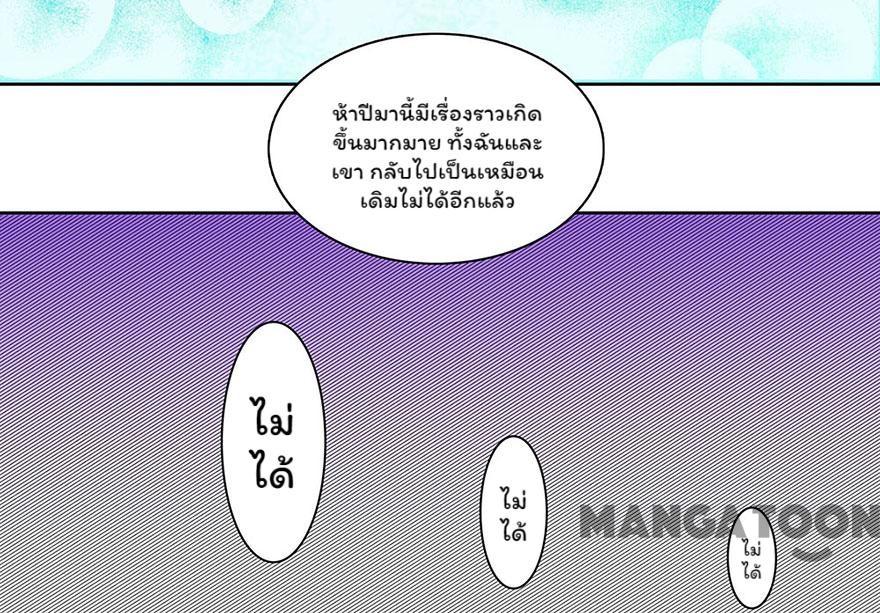 ห้าปีมานี้มีเรื่องราวเกิด
ขึ้นมากมาย ทั้งฉันและ
เขา กลับไปเป็นเหมือน
เดิมไม่ได้อีกแล้ว
ไม่
ได้
ไม่
ได้
MANGATOON
ไม่
ได้